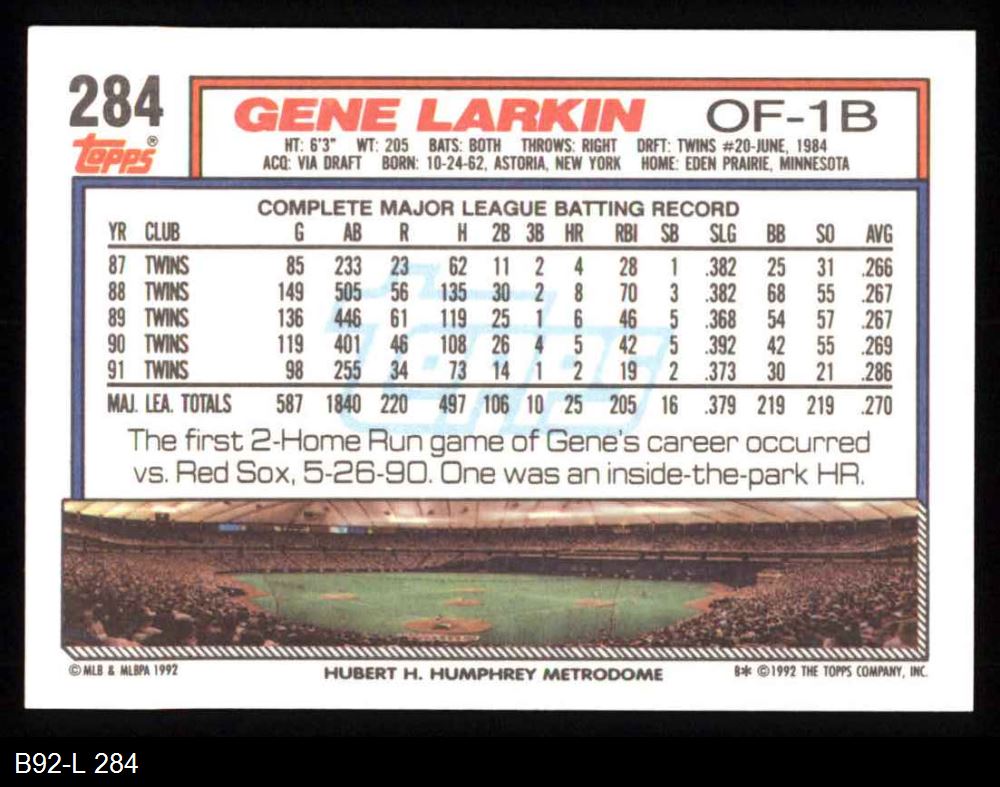 284
Topps®
GENE LARKIN OF-1B
HT: 6'3" WT: 205 BATS: BOTH THROWS: RIGHT DRFT: TWINS #20-JUNE, 1984
ACQ: VIA DRAFT BORN: 10-24-62, ASTORIA, NEW YORK HOME: EDEN PRAIRIE, MINNESOTA
COMPLETE MAJOR LEAGUE BATTING RECORD
YR CLUB G AB R H 2B 3B HR RBI SB SLG BB SO AVG
87 TWINS 85 233 23 62 11 2 4 28 1 .382 25 31 .266
88 TWINS 149 505 56 135 30 2 8 70 3 .382 68 55 .267
89 TWINS 136 446 61 119 25 1 6 46 5 .368 54 57 .267
90 TWINS 119 401 46 108 26 4 5 42 5 .392 42 55 .269
91 TWINS 98 255 34 73 14 1 2 19 2 .373 30 21 .286
MAJ. LEA. TOTALS 587 1840 220 497 106 10 25 205 16 .379 219 219 .270
Topps
The first 2-Home Run game of Gene's career occurred
vs. Red Sox, 5-26-90. One was an inside-the-park HR.
© MLB & MLBPA 1992 HUBERT H. HUMPHREY METRODOME B* ©1992 THE TOPPS COMPANY, INC.
B92-L 284